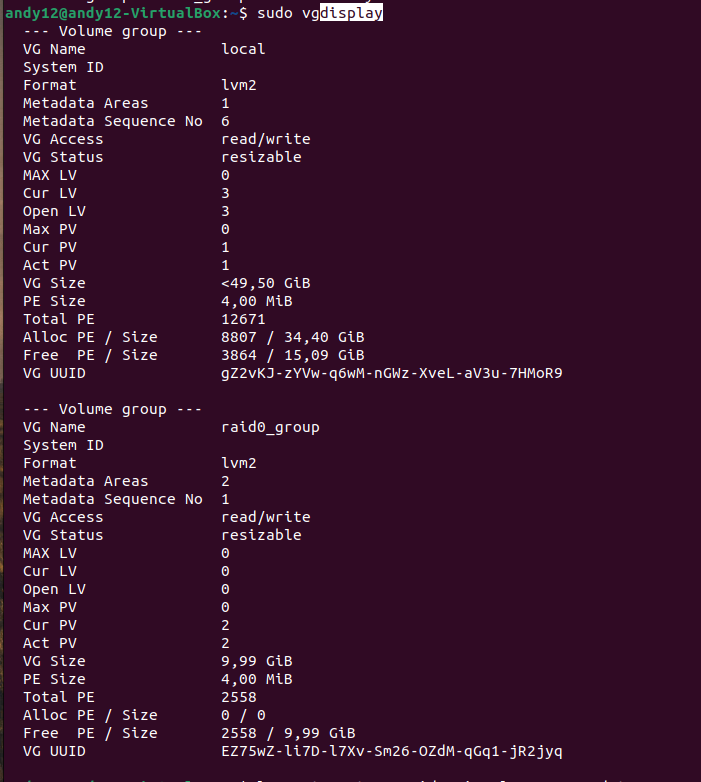 andy12@andy12-VirtualBox:~$ sudo vgdisplay
--- Volume group ---
VG Name local
System ID
Format lvm2
Metadata Areas 1
Metadata Sequence No 6
VG Access read/write
VG Status resizable
MAX LV 0
Cur LV 3
Open LV 3
Max PV 0
Cur PV 1
Act PV 1
VG Size <49,50 GiB
PE Size 4,00 MiB
Total PE 12671
Alloc PE / Size 8807 / 34,40 GiB
Free  PE / Size 3864 / 15,09 GiB
VG UUID gZ2vKJ-zYVw-q6wM-nGWz-XveL-aV3u-7HMoR9
--- Volume group ---
VG Name raid0_group
System ID
Format lvm2
Metadata Areas 2
Metadata Sequence No 1
VG Access read/write
VG Status resizable
MAX LV 0
Cur LV 0
Open LV 0
Max PV 0
Cur PV 2
Act PV 2
VG Size 9,99 GiB
PE Size 4,00 MiB
Total PE 2558
Alloc PE / Size 0 / 0
Free  PE / Size 2558 / 9,99 GiB
VG UUID EZ75wZ-li7D-l7Xv-Sm26-OZdM-qGq1-jR2jyq